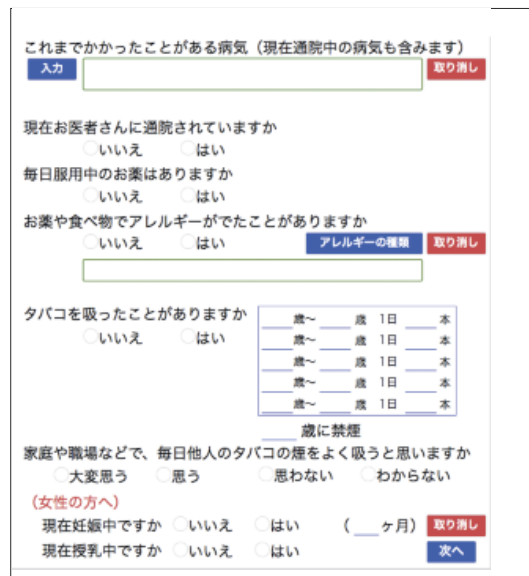 これまでかかったことがある病気（現在通院中の病気も含みます）
入力 取り消し
現在お医者さんに通院されていますか
いいえ はい
毎日服用中のお薬はありますか
いいえ はい
お薬や食べ物でアレルギーがでたことがありますか
いいえ はい アレルギーの種類 取り消し
タバコを吸ったことがありますか
いいえ はい
歳〜 歳 1日 本
歳〜 歳 1日 本
歳〜 歳 1日 本
歳〜 歳 1日 本
歳〜 歳 1日 本
歳に禁煙
家庭や職場などで、毎日他人のタバコの煙をよく吸うと思いますか
大変思う 思う 思わない わからない
（女性の方へ）
現在妊娠中ですか いいえ はい （ ヶ月） 取り消し
現在授乳中ですか いいえ はい 次へ